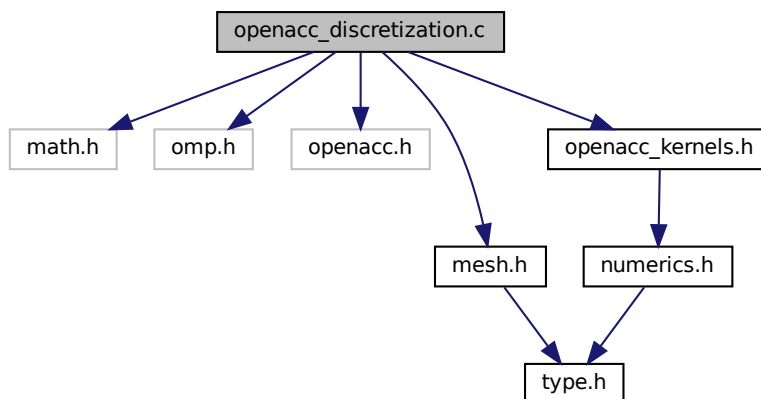 openacc_discretization.c
math.h
omp.h
openacc.h
openacc_kernels.h
mesh.h
numerics.h
type.h